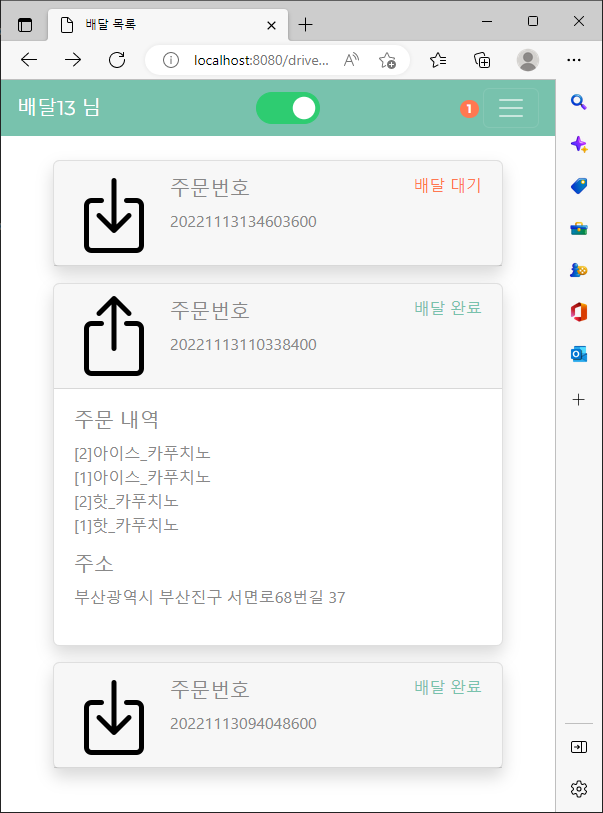 배달 목록
localhost:8080/drive...
배달13 님
1
주문번호
배달 대기
20221113134603600
주문번호
배달 완료
20221113110338400
주문 내역
[2]아이스_카푸치노
[1]아이스_카푸치노
[2]핫_카푸치노
[1]핫_카푸치노
주소
부산광역시 부산진구 서면로68번길 37
주문번호
배달 완료
20221113094048600